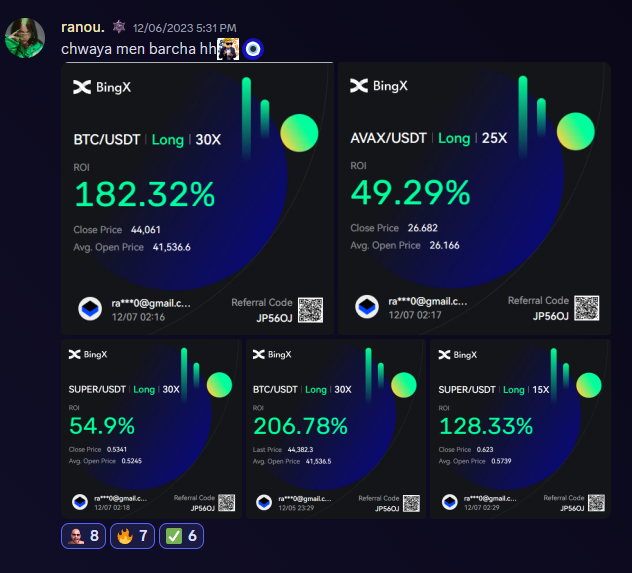 ranou. 12/06/2023 5:31 PM
chwaya men barcha hh
BingX
BTC/USDT | Long | 30X
ROI
182.32%
Close Price 44,061
Avg. Open Price 41,536.6
ra***0@gmail.c...
12/07 02:16
Referral Code
JP56OJ
BingX
AVAX/USDT | Long | 25X
ROI
49.29%
Close Price 26.682
Avg. Open Price 26.166
ra***0@gmail.c...
12/07 02:17
Referral Code
JP56OJ
BingX
SUPER/USDT | Long | 30X
ROI
54.9%
Close Price 0.5341
Avg. Open Price 0.5245
ra***0@gmail.c...
12/07 02:18
Referral Code
JP56OJ
BingX
BTC/USDT | Long | 30X
ROI
206.78%
Last Price 44,382.3
Avg. Open Price 41,536.5
ra***0@gmail.c...
12/05 23:29
Referral Code
JP56OJ
BingX
SUPER/USDT | Long | 15X
ROI
128.33%
Close Price 0.623
Avg. Open Price 0.5739
ra***0@gmail.c...
12/07 02:29
Referral Code
JP56OJ
8 7 6